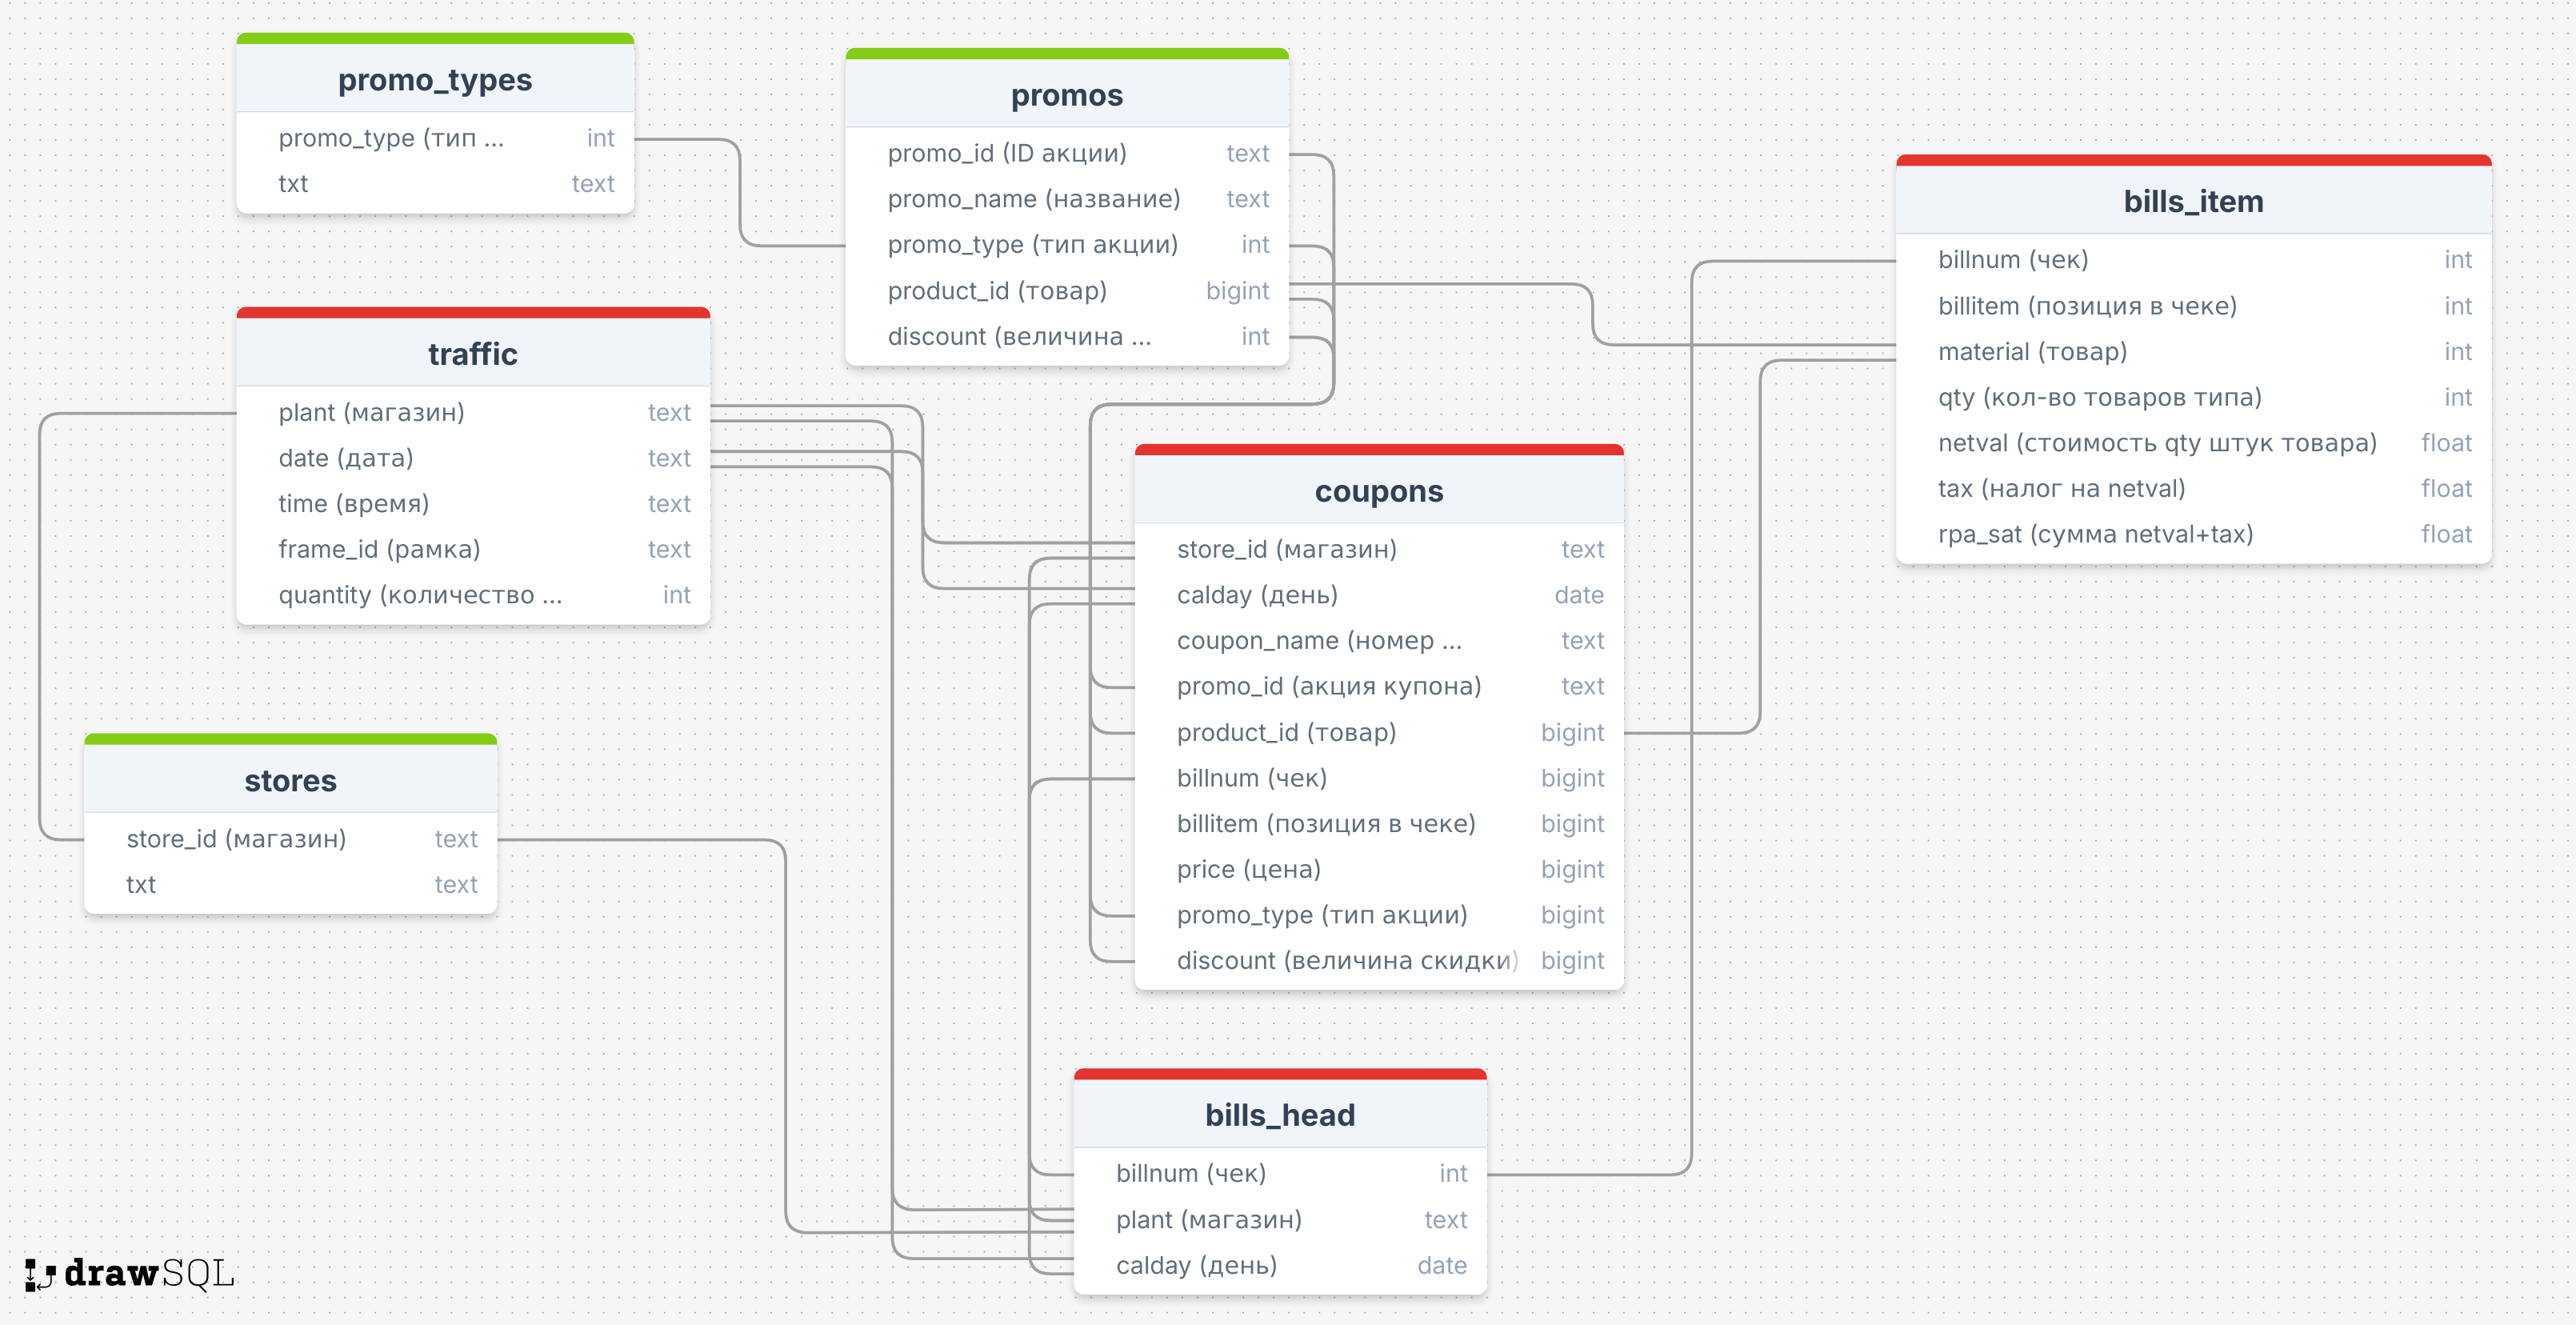 promo_types
promo_type (тип ... int
txt text
promos
promo_id (ID акции) text
promo_name (название) text
promo_type (тип акции) int
product_id (товар) bigint
discount (величина ... int
bills_item
billnum (чек) int
billitem (позиция в чеке) int
material (товар) int
qty (кол-во товаров типа) int
netval (стоимость qty штук товара) float
tax (налог на netval) float
rpa_sat (сумма netval+tax) float
traffic
plant (магазин) text
date (дата) text
time (время) text
frame_id (рамка) text
quantity (количество ... int
coupons
store_id (магазин) text
calday (день) date
coupon_name (номер ... text
promo_id (акция купона) text
product_id (товар) bigint
billnum (чек) bigint
billitem (позиция в чеке) bigint
price (цена) bigint
promo_type (тип акции) bigint
discount (величина скидки) bigint
stores
store_id (магазин) text
txt text
bills_head
billnum (чек) int
plant (магазин) text
calday (день) date
drawSQL